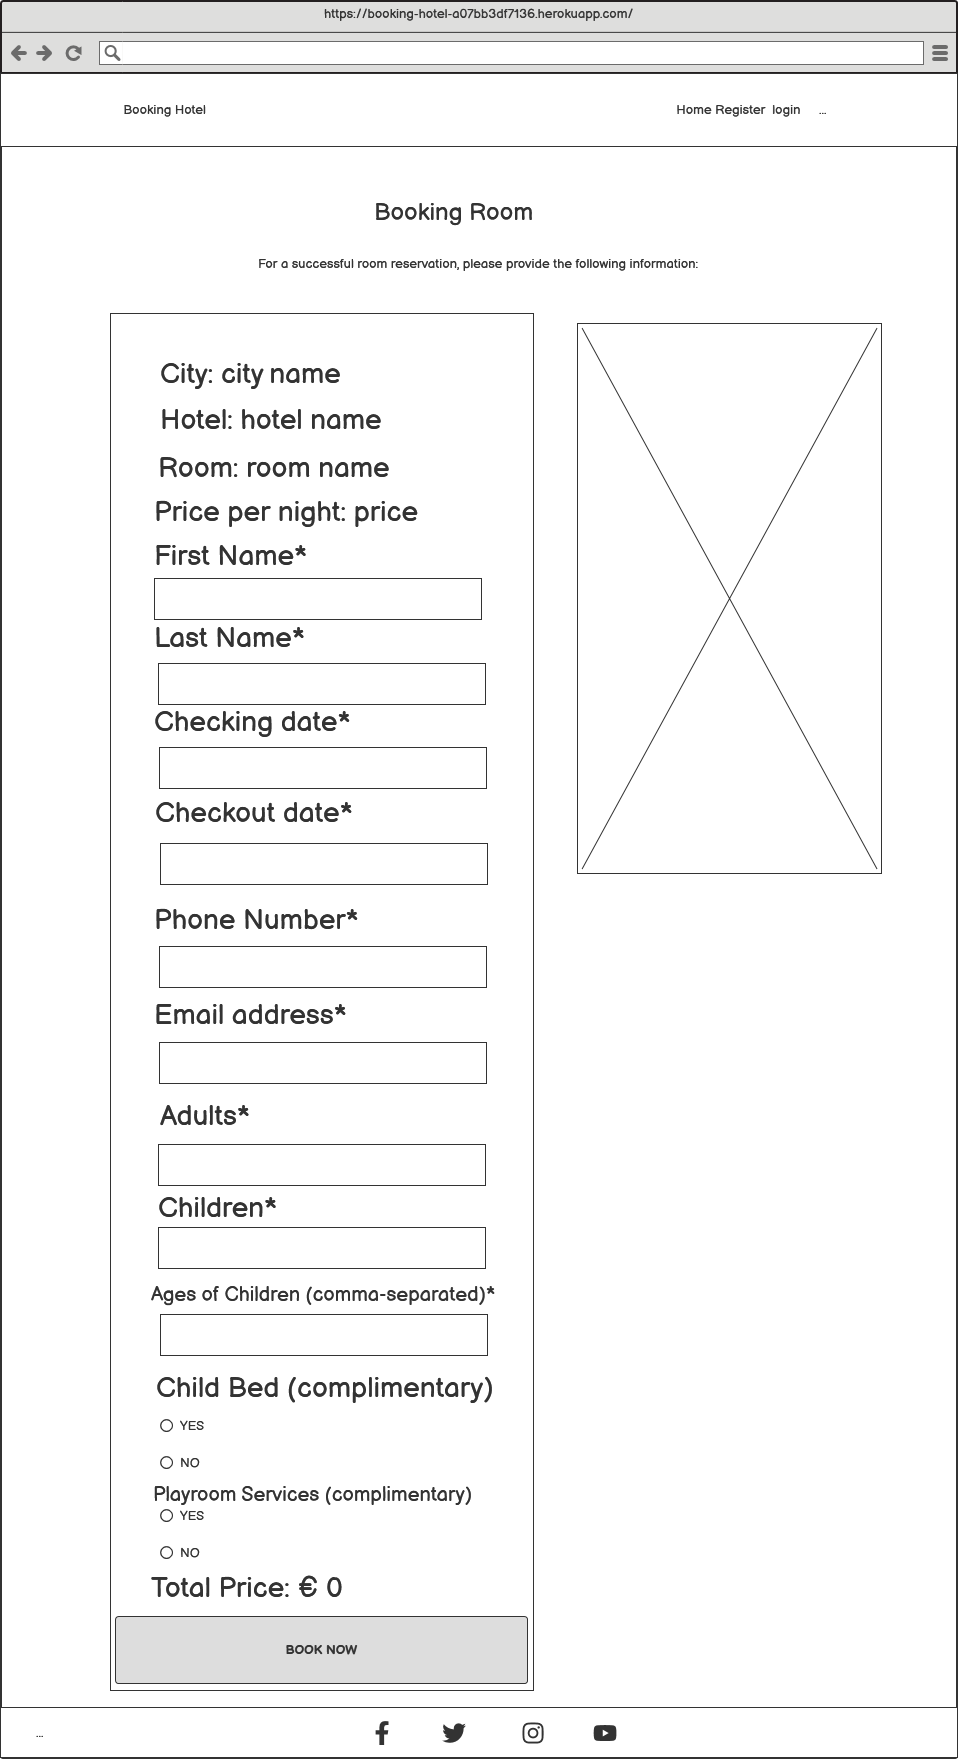 https://booking-hotel-a07bb3df7136.herokuapp.com/
Booking Hotel
Home Register login ...
Booking Room
For a successful room reservation, please provide the following information:
City: city name
Hotel: hotel name
Room: room name
Price per night: price
First Name*
Last Name*
Checking date*
Checkout date*
Phone Number*
Email address*
Adults*
Children*
Ages of Children (comma-separated)*
Child Bed (complimentary)
YES
NO
Playroom Services (complimentary)
YES
NO
Total Price: € 0
BOOK NOW
...